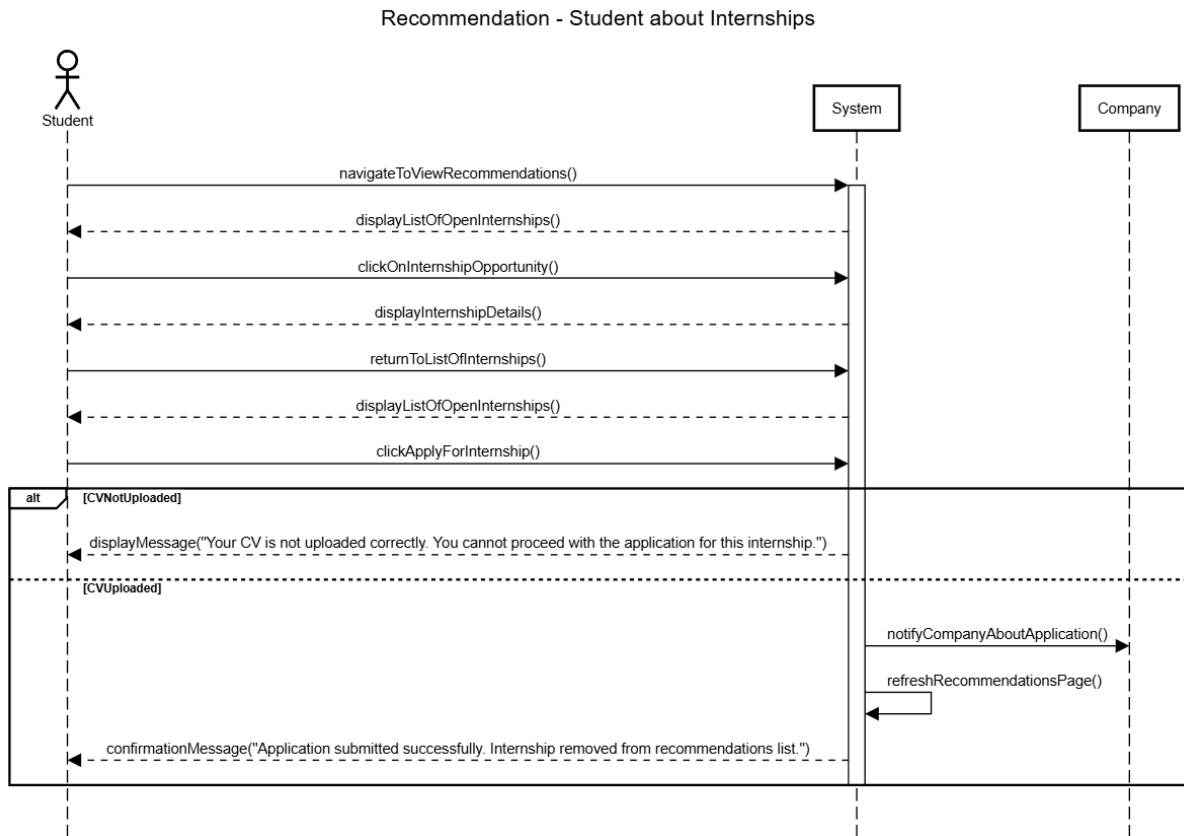 Recommendation - Student about Internships
Student
System
Company
navigateToViewRecommendations()
displayListOfOpenInternships()
clickOnInternshipOpportunity()
displayInternshipDetails()
returnToListOfInternships()
displayListOfOpenInternships()
clickApplyForInternship()
alt
[CVNotUploaded]
displayMessage("Your CV is not uploaded correctly. You cannot proceed with the application for this internship.")
[CVUploaded]
notifyCompanyAboutApplication()
refreshRecommendationsPage()
confirmationMessage("Application submitted successfully. Internship removed from recommendations list.")